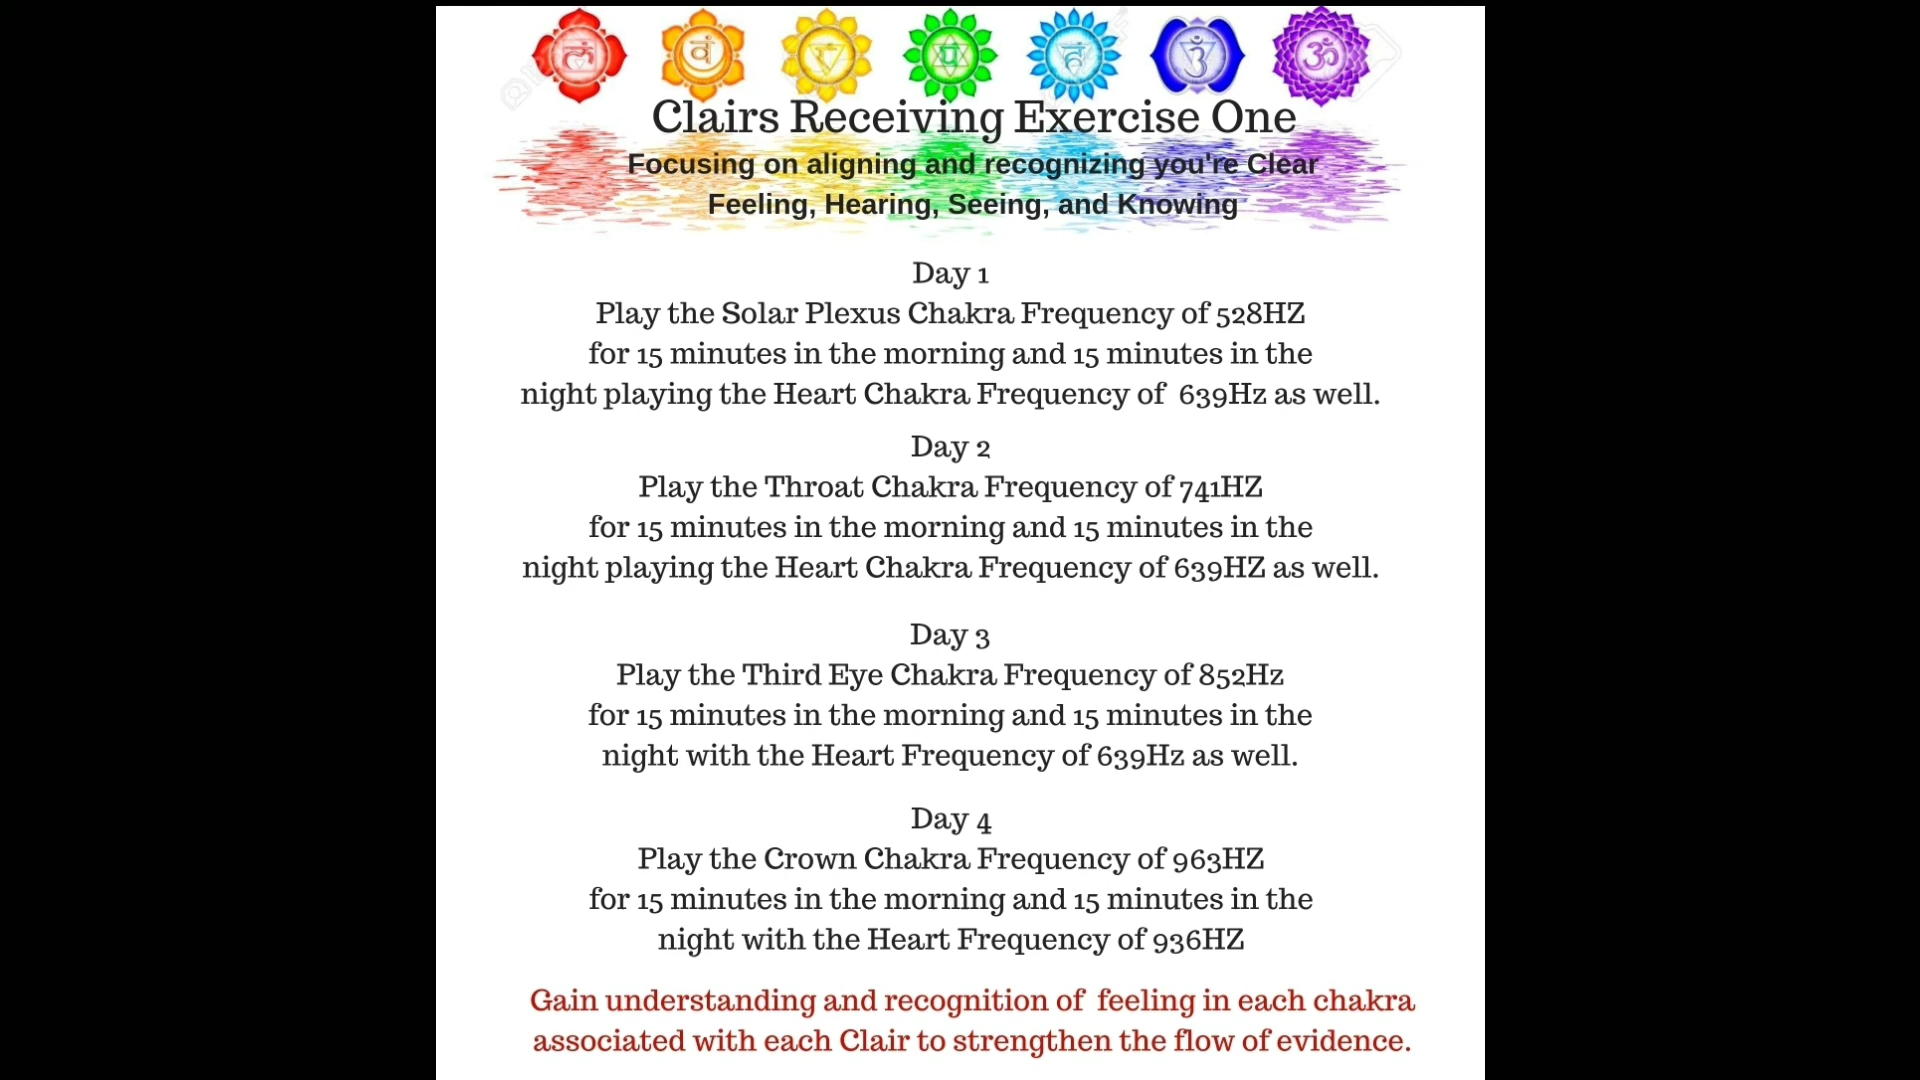 लं वं रं यं हं ॐ
Clairs Receiving Exercise One
Focusing on aligning and recognizing you're Clear
Feeling, Hearing, Seeing, and Knowing
Day 1
Play the Solar Plexus Chakra Frequency of 528HZ
for 15 minutes in the morning and 15 minutes in the
night playing the Heart Chakra Frequency of 639Hz as well.
Day 2
Play the Throat Chakra Frequency of 741HZ
for 15 minutes in the morning and 15 minutes in the
night playing the Heart Chakra Frequency of 639HZ as well.
Day 3
Play the Third Eye Chakra Frequency of 852Hz
for 15 minutes in the morning and 15 minutes in the
night with the Heart Frequency of 639Hz as well.
Day 4
Play the Crown Chakra Frequency of 963HZ
for 15 minutes in the morning and 15 minutes in the
night with the Heart Frequency of 936HZ
Gain understanding and recognition of feeling in each chakra
associated with each Clair to strengthen the flow of evidence.